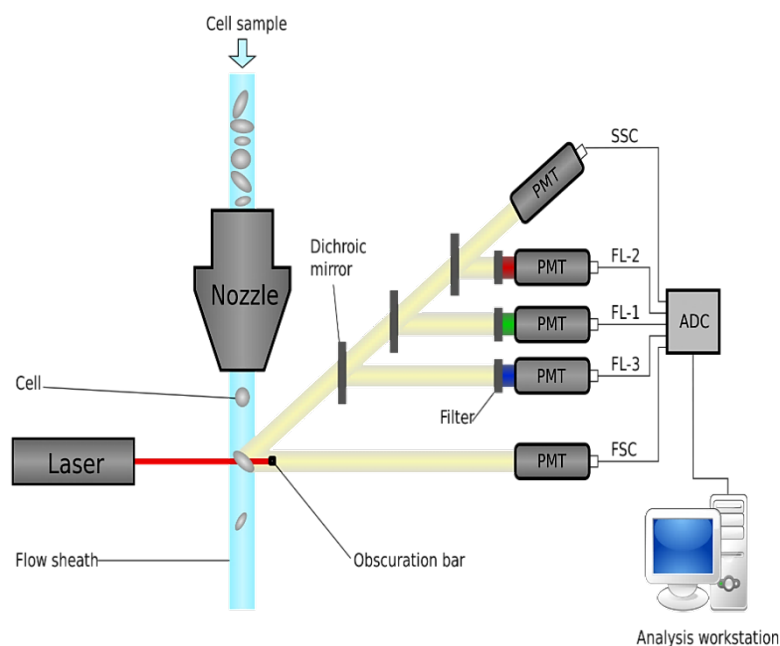 Cell sample
SSC
PMT
Dichroic
mirror
FL-2
PMT
Nozzle
FL-1
PMT
ADC
FL-3
PMT
Cell
Filter
Laser
FSC
PMT
Flow sheath
Obscuration bar
Analysis workstation